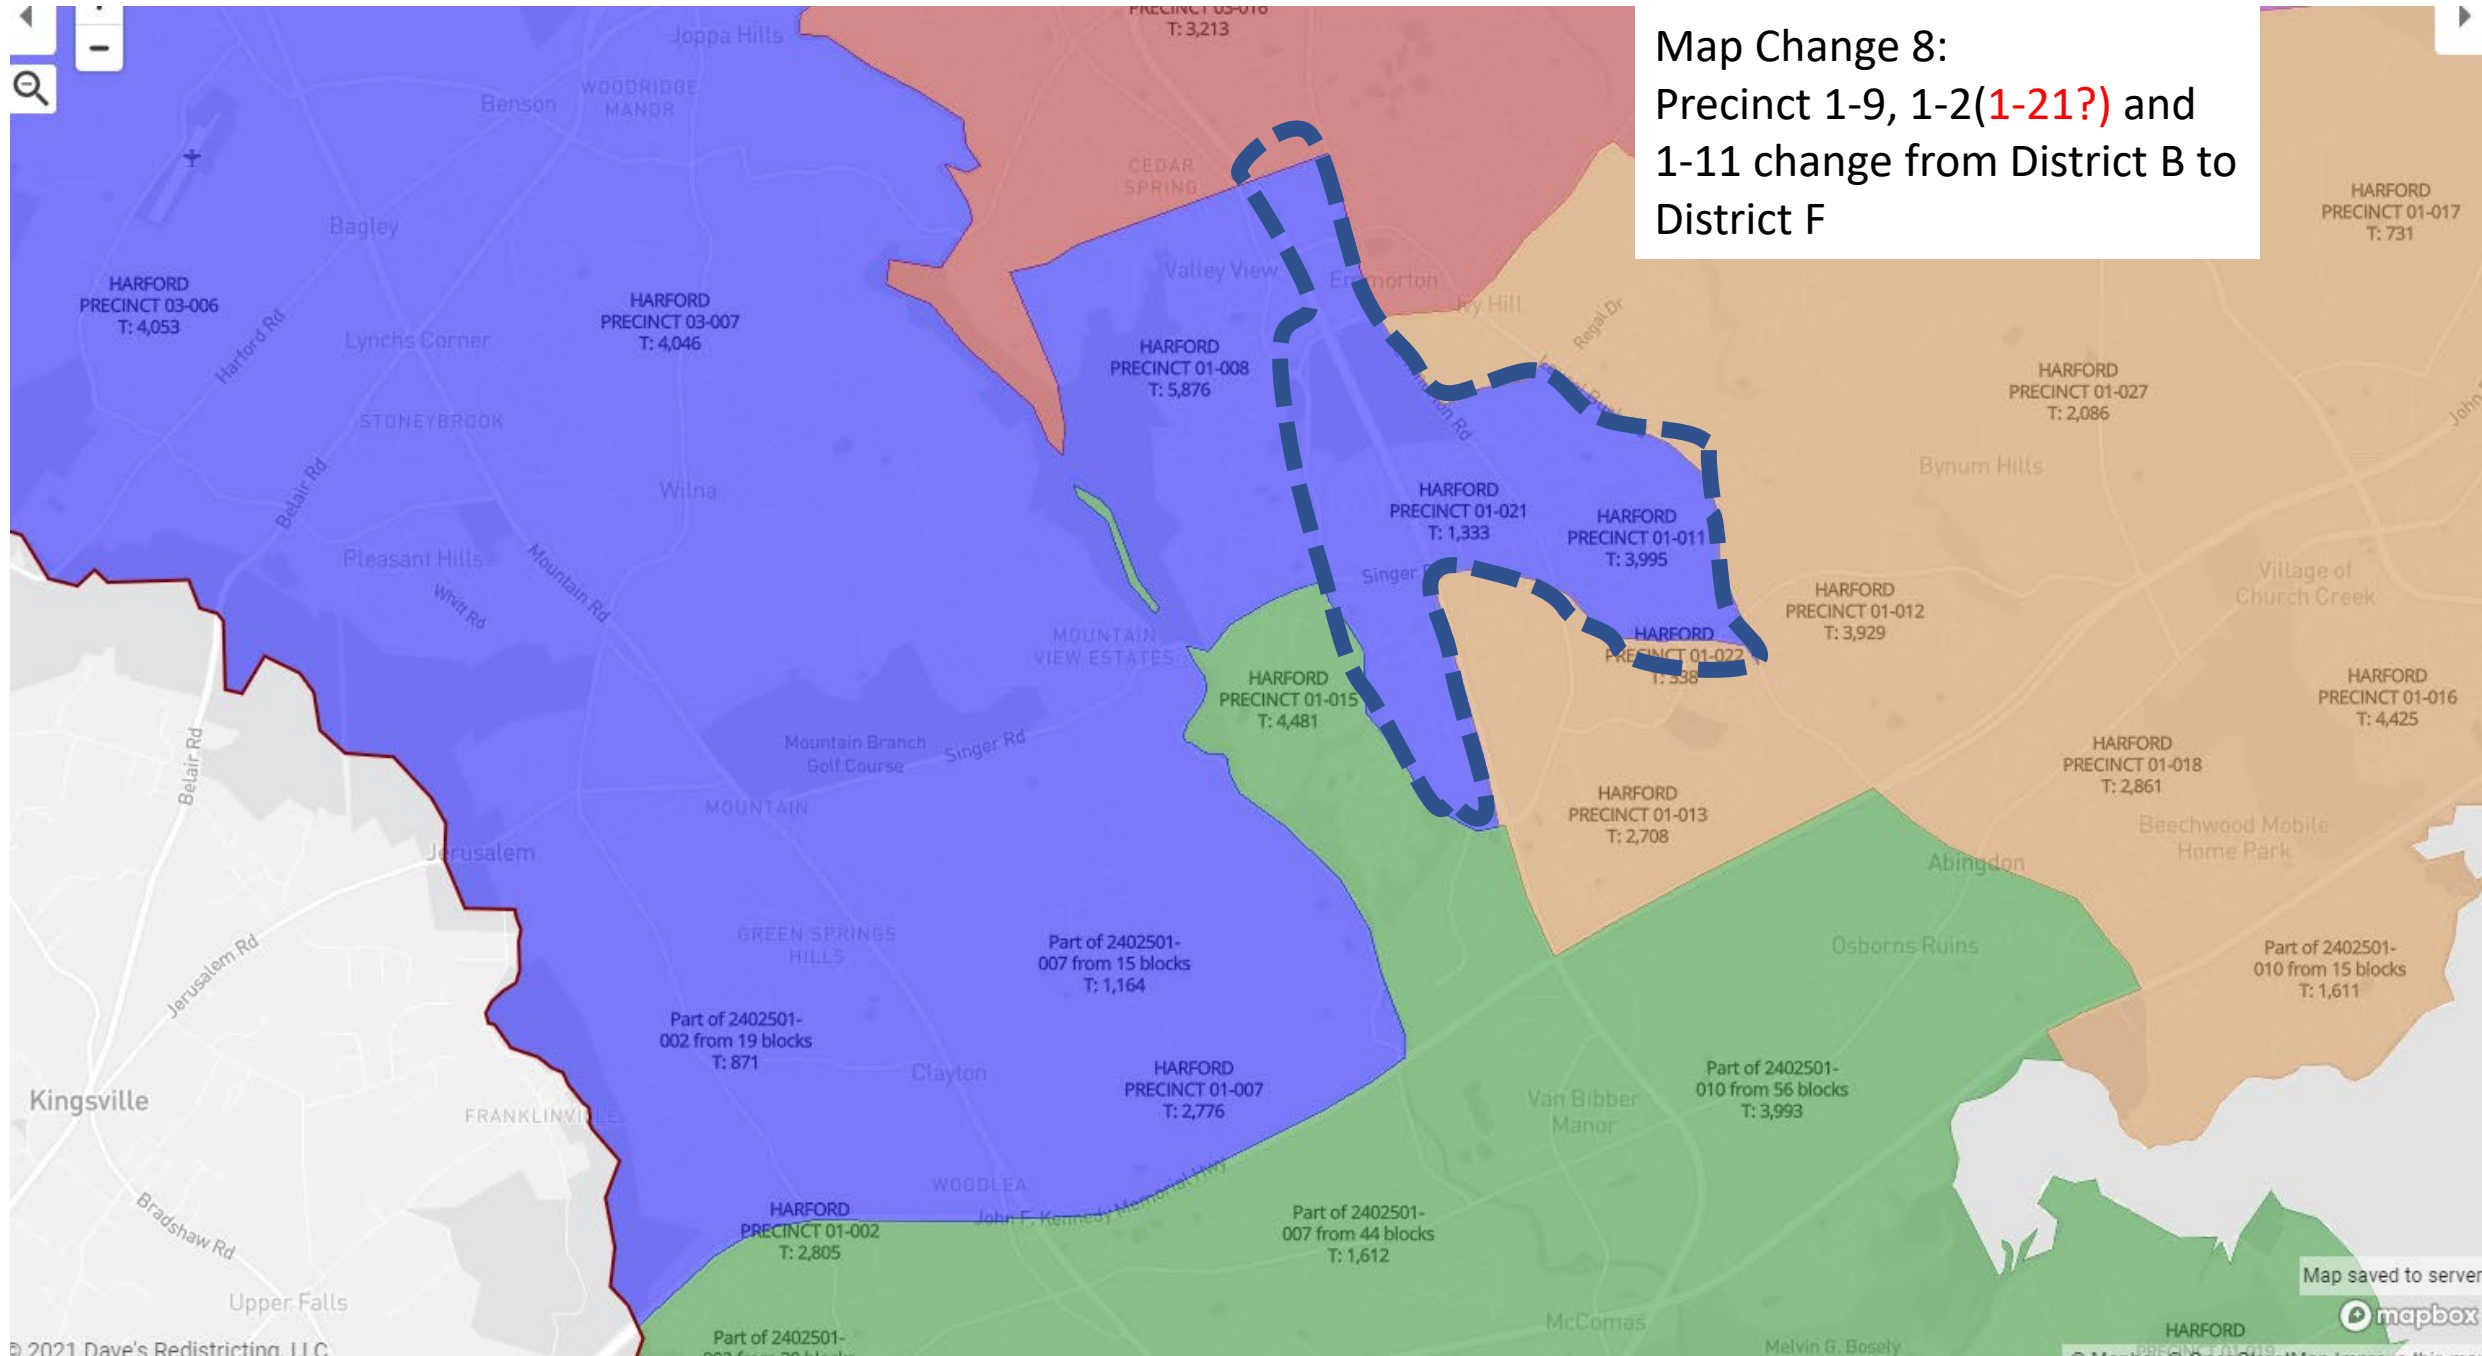 Map Change 8:
Precinct 1-9, 1-2(1-21?) and
1-11 change from District B to
District F
PRECINCT 03-016
T: 3,213
Joppa Hills
WOODRIDGE
MANOR
Benson
CEDAR
SPRING
Bagley
Valley View
Emmorton
Ivy Hill
Regal Dr
HARFORD
PRECINCT 01-017
T: 731
HARFORD
PRECINCT 03-006
T: 4,053
Harford Rd
HARFORD
PRECINCT 03-007
T: 4,046
Lynchs Corner
HARFORD
PRECINCT 01-008
T: 5,876
HARFORD
PRECINCT 01-027
T: 2,086
STONEYBROOK
Bynum Hills
Belair Rd
Wilna
HARFORD
PRECINCT 01-021
T: 1,333
HARFORD
PRECINCT 01-011
T: 3,995
Pleasant Hills
Whitt Rd
Mountain Rd
Singer
Village of
Church Creek
HARFORD
PRECINCT 01-012
T: 3,929
MOUNTAIN
VIEW ESTATES
HARFORD
PRECINCT 01-022
T: 338
HARFORD
PRECINCT 01-015
T: 4,481
HARFORD
PRECINCT 01-016
T: 4,425
Belair Rd
Mountain Branch
Golf Course
Singer Rd
HARFORD
PRECINCT 01-018
T: 2,861
MOUNTAIN
HARFORD
PRECINCT 01-013
T: 2,708
Beechwood Mobile
Home Park
Jerusalem
Abingdon
Jerusalem Rd
GREEN SPRINGS
HILLS
Part of 2402501-
007 from 15 blocks
T: 1,164
Osborns Ruins
Part of 2402501-
010 from 15 blocks
T: 1,611
Part of 2402501-
002 from 19 blocks
T: 871
Clayton
HARFORD
PRECINCT 01-007
T: 2,776
Part of 2402501-
010 from 56 blocks
T: 3,993
Kingsville
FRANKLINVILLE
Van Bibber
Manor
WOODLEA
John F. Kennedy Memorial Hwy
Bradshaw Rd
HARFORD
PRECINCT 01-002
T: 2,805
Part of 2402501-
007 from 44 blocks
T: 1,612
Map saved to server
Upper Falls
McComas
mapbox
Part of 2402501-
HARFORD
Melvin G. Bosely
© 2021 Dave's Redistricting, LLC